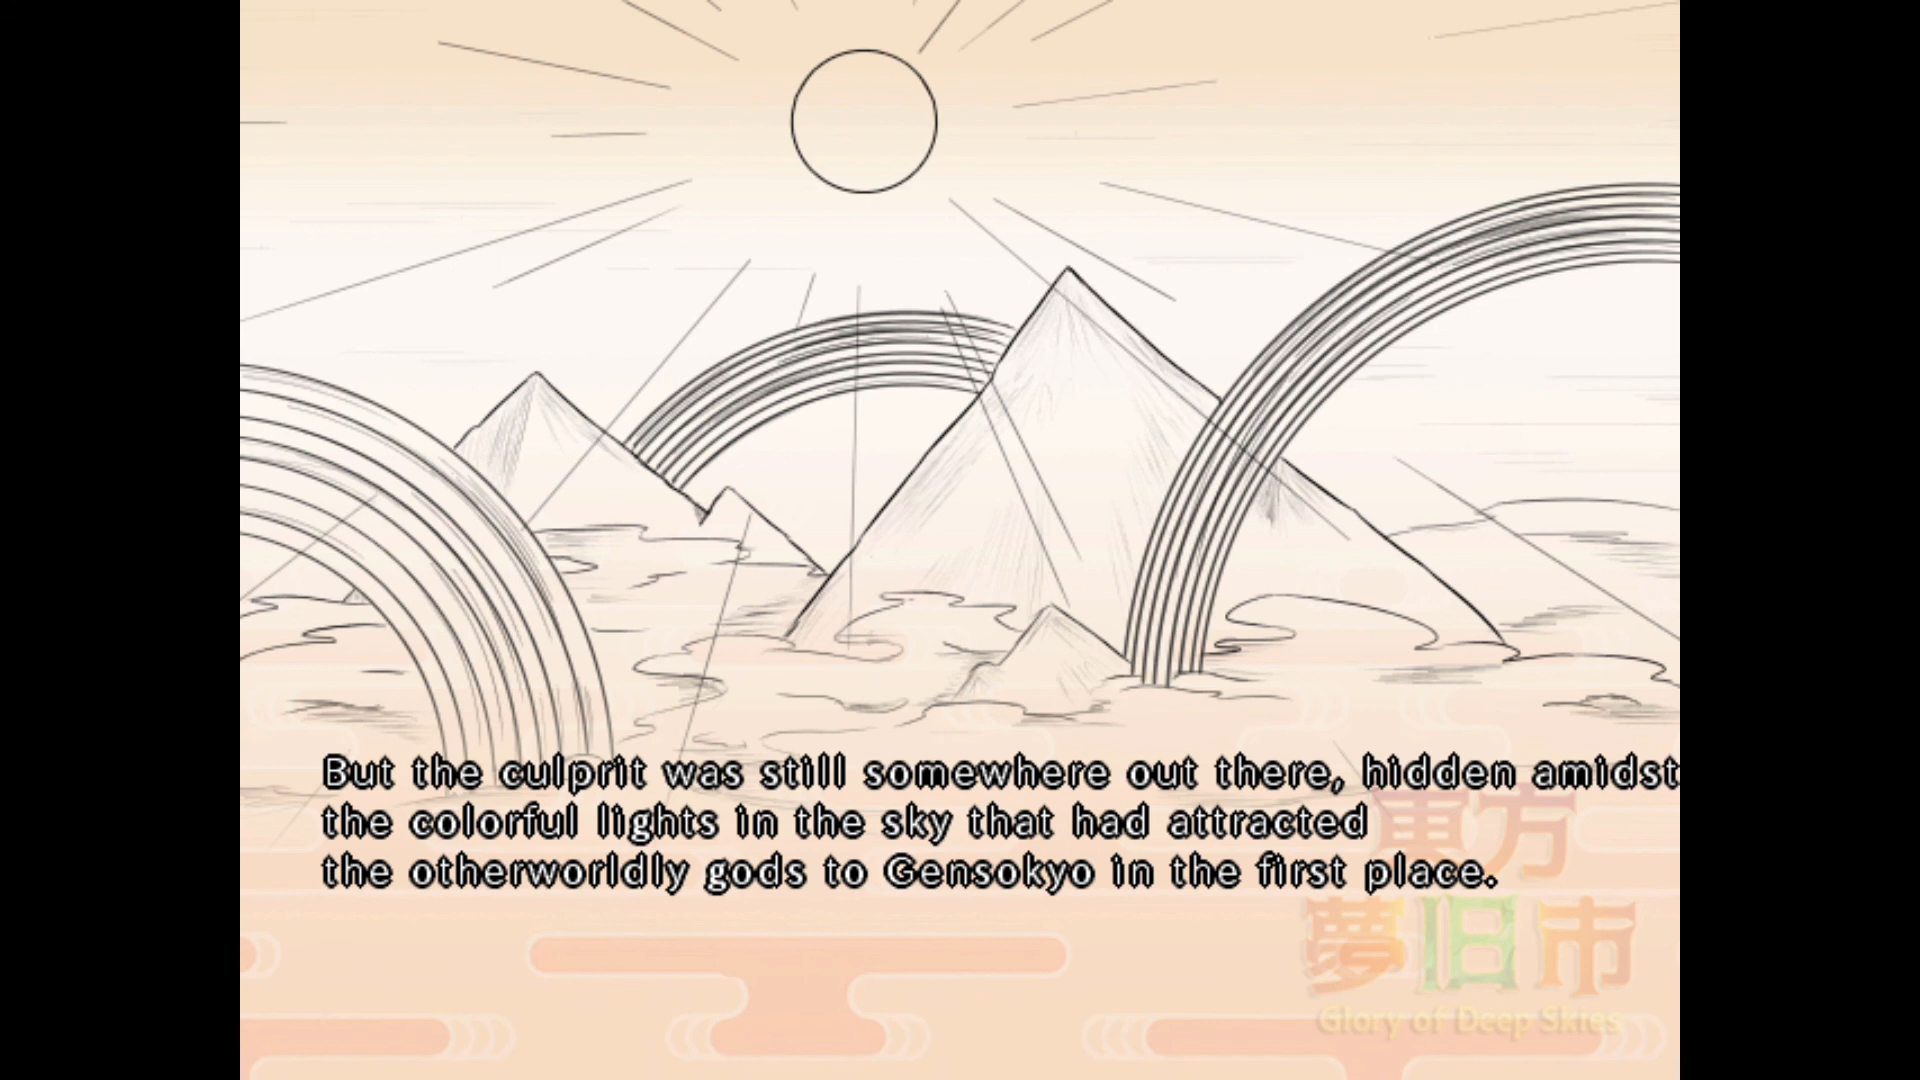 But the culprit was still somewhere out there, hidden amidst
the colorful lights in the sky that had attracted
the otherworldly gods to Gensokyo in the first place.
東方
夢旧市
Glory of Deep Skies